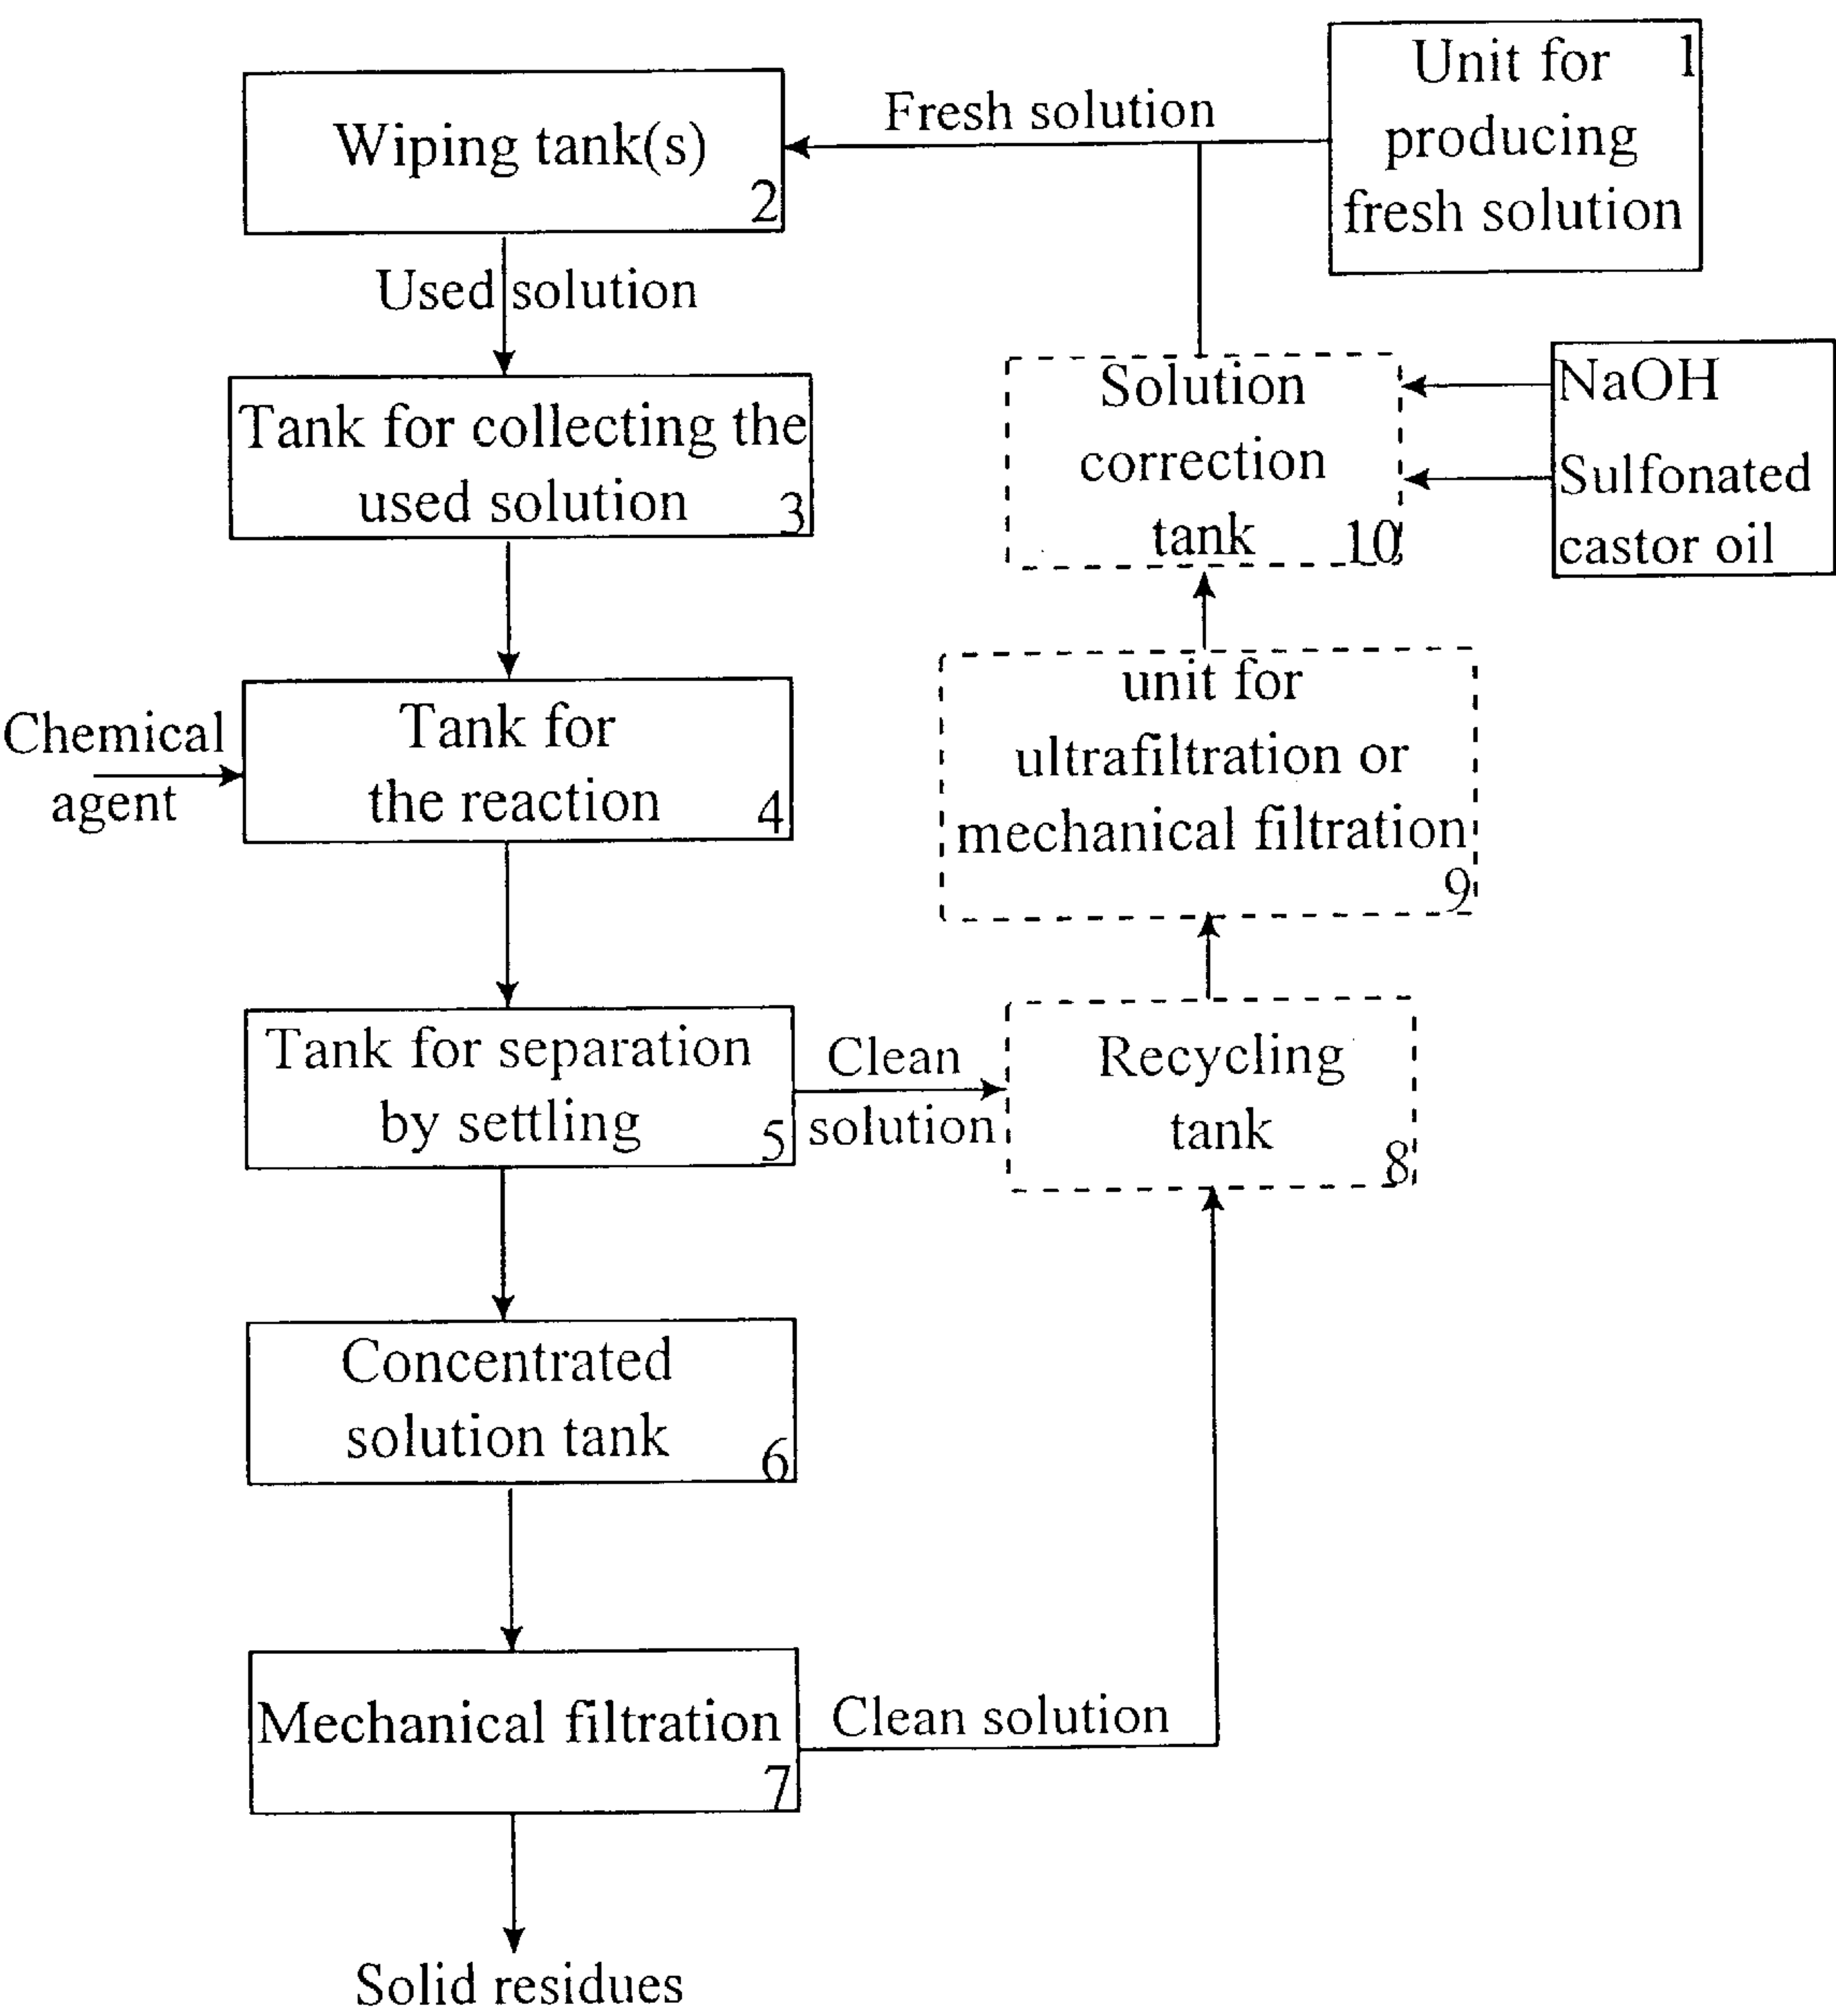 Unit for
producing
fresh solution
1
Fresh solution
Wiping tank(s)
2
Used solution
Tank for collecting the
used solution
3
Solution
correction
tank
10
NaOH
Sulfonated
castor oil
Chemical
agent
Tank for
the reaction
4
unit for
ultrafiltration or
mechanical filtration
9
Tank for separation
by settling
5
Clean
solution
Recycling
tank
8
Concentrated
solution tank
6
Mechanical filtration
7
Clean solution
Solid residues